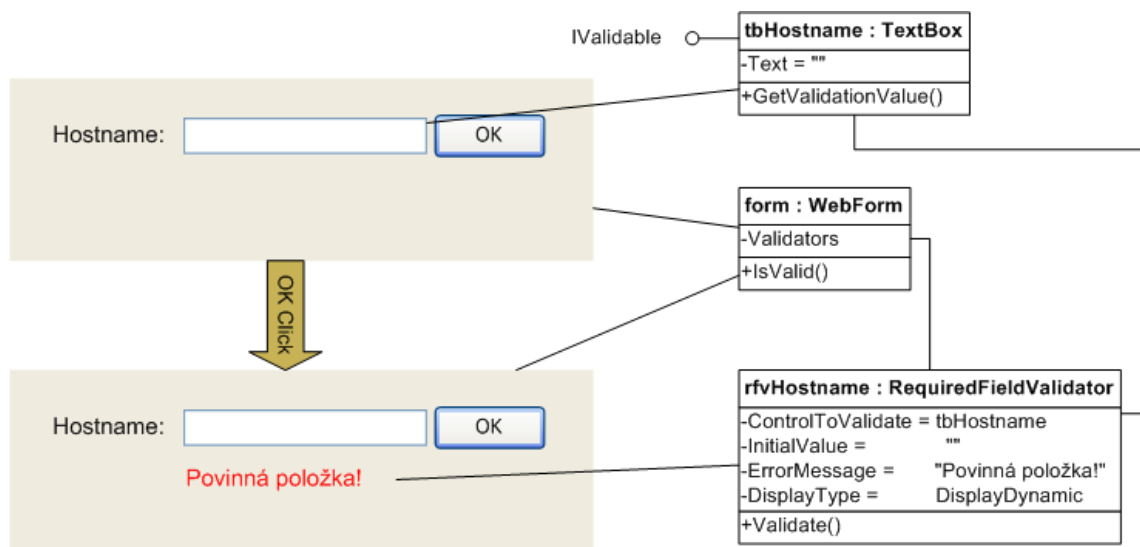 IValidable
tbHostname : TextBox
-Text = ""
+GetValidationValue()
Hostname:
OK
form : WebForm
-Validators
+IsValid()
OK Click
Hostname:
OK
Povinná položka!
rfvHostname : RequiredFieldValidator
-ControlToValidate = tbHostname
-InitialValue = ""
-ErrorMessage = "Povinná položka!"
-DisplayType = DisplayDynamic
+Validate()